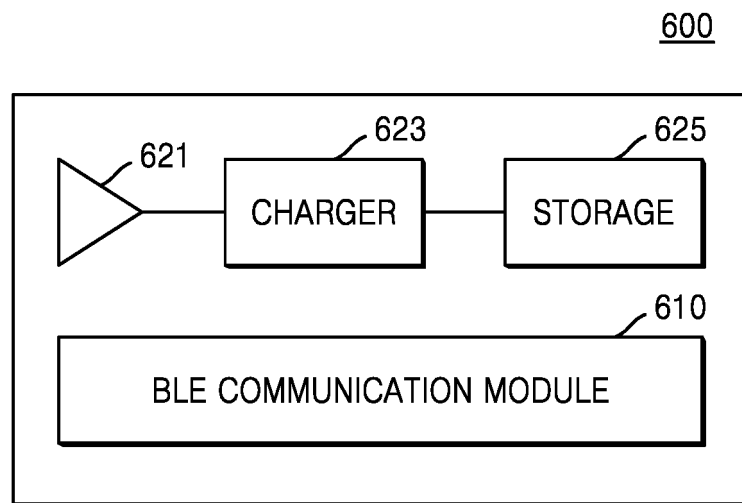 600
621
623
625
CHARGER
STORAGE
610
BLE COMMUNICATION MODULE